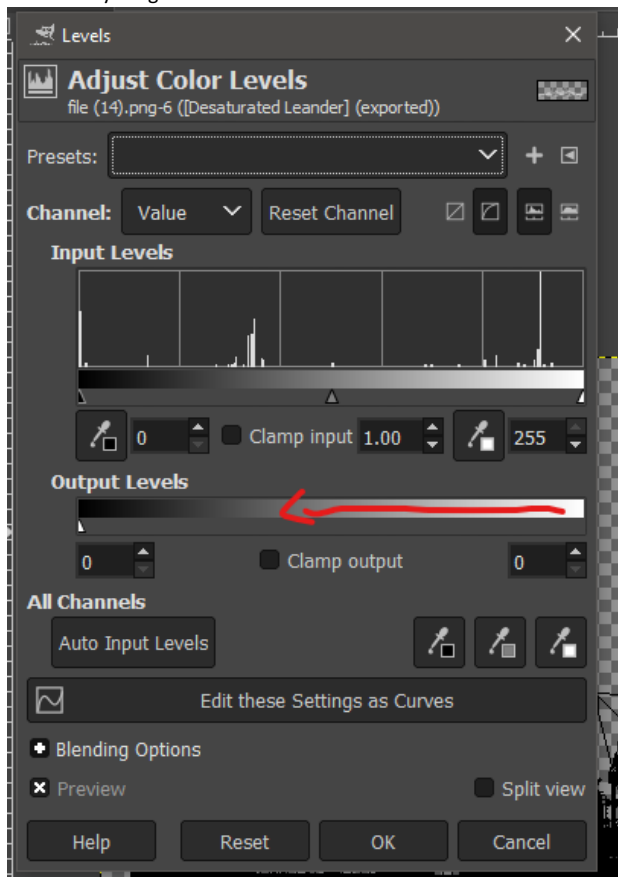 Levels
Adjust Color Levels
file (14).png-6 ([Desaturated Leander] (exported))
Presets:
Channel: Value Reset Channel
Input Levels
0 Clamp input 1.00 255
Output Levels
0 Clamp output 0
All Channels
Auto Input Levels
Edit these Settings as Curves
Blending Options
Preview Split view
Help Reset OK Cancel